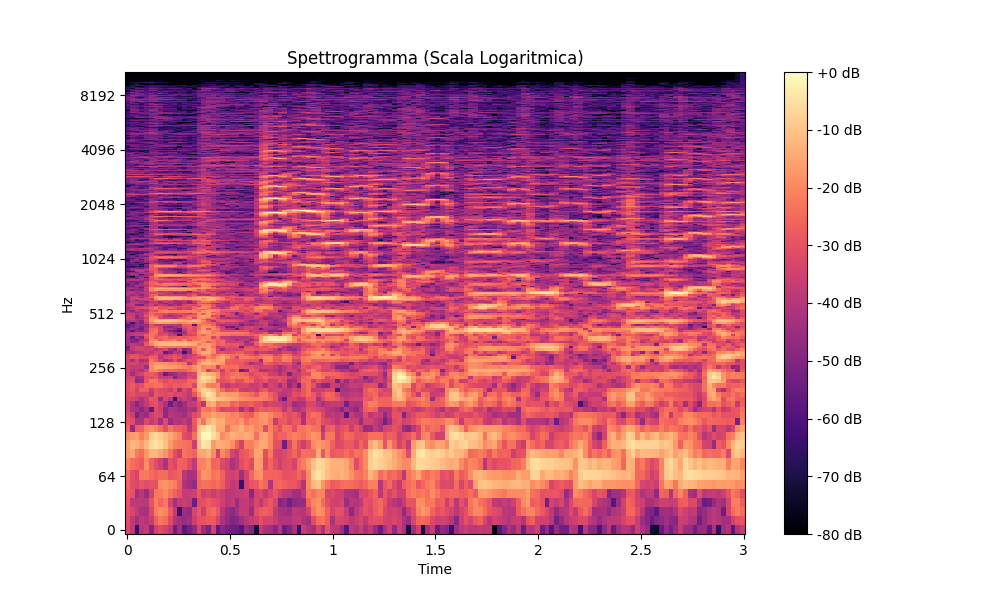 Spettrogramma (Scala Logaritmica)
8192
4096
2048
1024
512
256
128
64
0
Hz
0
0.5
1
1.5
2
2.5
3
Time
+0 dB
-10 dB
-20 dB
-30 dB
-40 dB
-50 dB
-60 dB
-70 dB
-80 dB